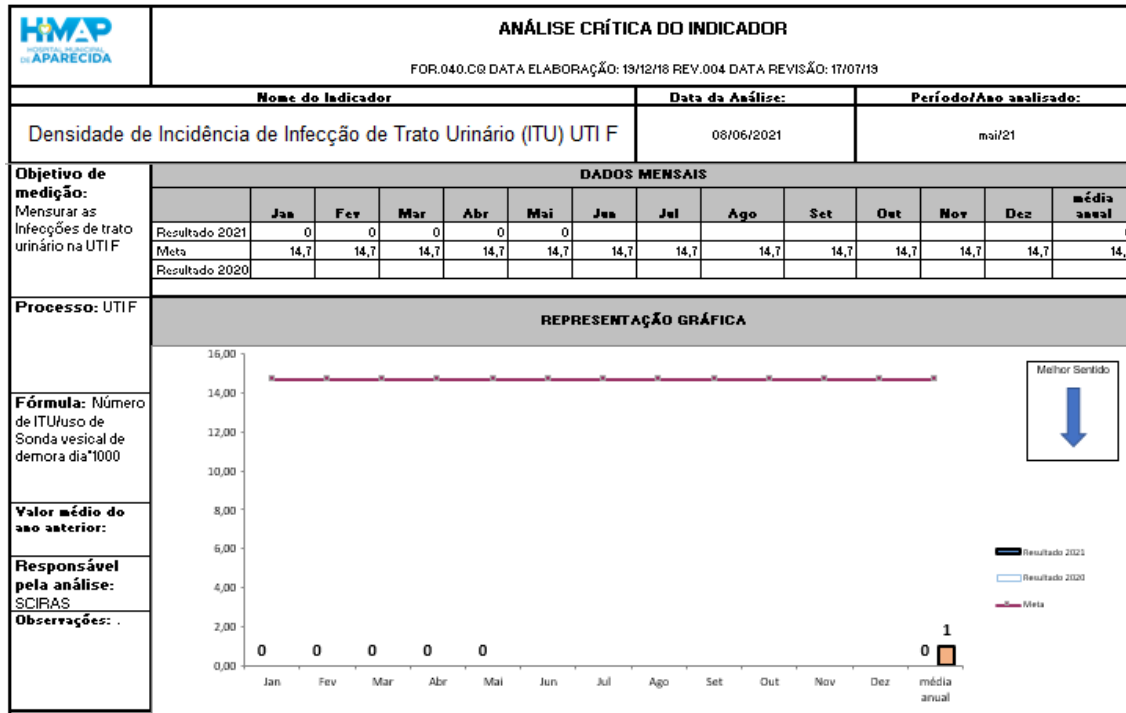 HMAP
HOSPITAL MUNICIPAL
DE APARECIDA
ANÁLISE CRÍTICA DO INDICADOR
FOR.040.CQ DATA ELABORAÇÃO: 19/12/18 REV.004 DATA REVISÃO: 17/07/19
Nome do Indicador Data da Análise: Período/Ano analisado:
Densidade de Incidência de Infecção de Trato Urinário (ITU) UTI F 08/06/2021 mai/21
Objetivo de
medição:
Mensurar as
Infecções de trato
urinário na UTI F
DADOS MENSAIS
Jan Fev Mar Abr Mai Jun Jul Ago Set Out Nov Dez média anual
Resultado 2021 0 0 0 0 0 0
Meta 14,7 14,7 14,7 14,7 14,7 14,7 14,7 14,7 14,7 14,7 14,7 14,7 14,
Resultado 2020
Processo: UTI F
Fórmula: Número
de ITU/uso de
Sonda vesical de
demora dia*1000
Valor médio do
ano anterior:
Responsável
pela análise:
SCIRAS
Observações: .
REPRESENTAÇÃO GRÁFICA
Melhor Sentido
16,00
14,00
12,00
10,00
8,00
6,00
4,00
2,00
0,00
0 0 0 0 0 0 1
Jan Fev Mar Abr Mai Jun Jul Ago Set Out Nov Dez média
anual
Resultado 2021
Resultado 2020
Meta